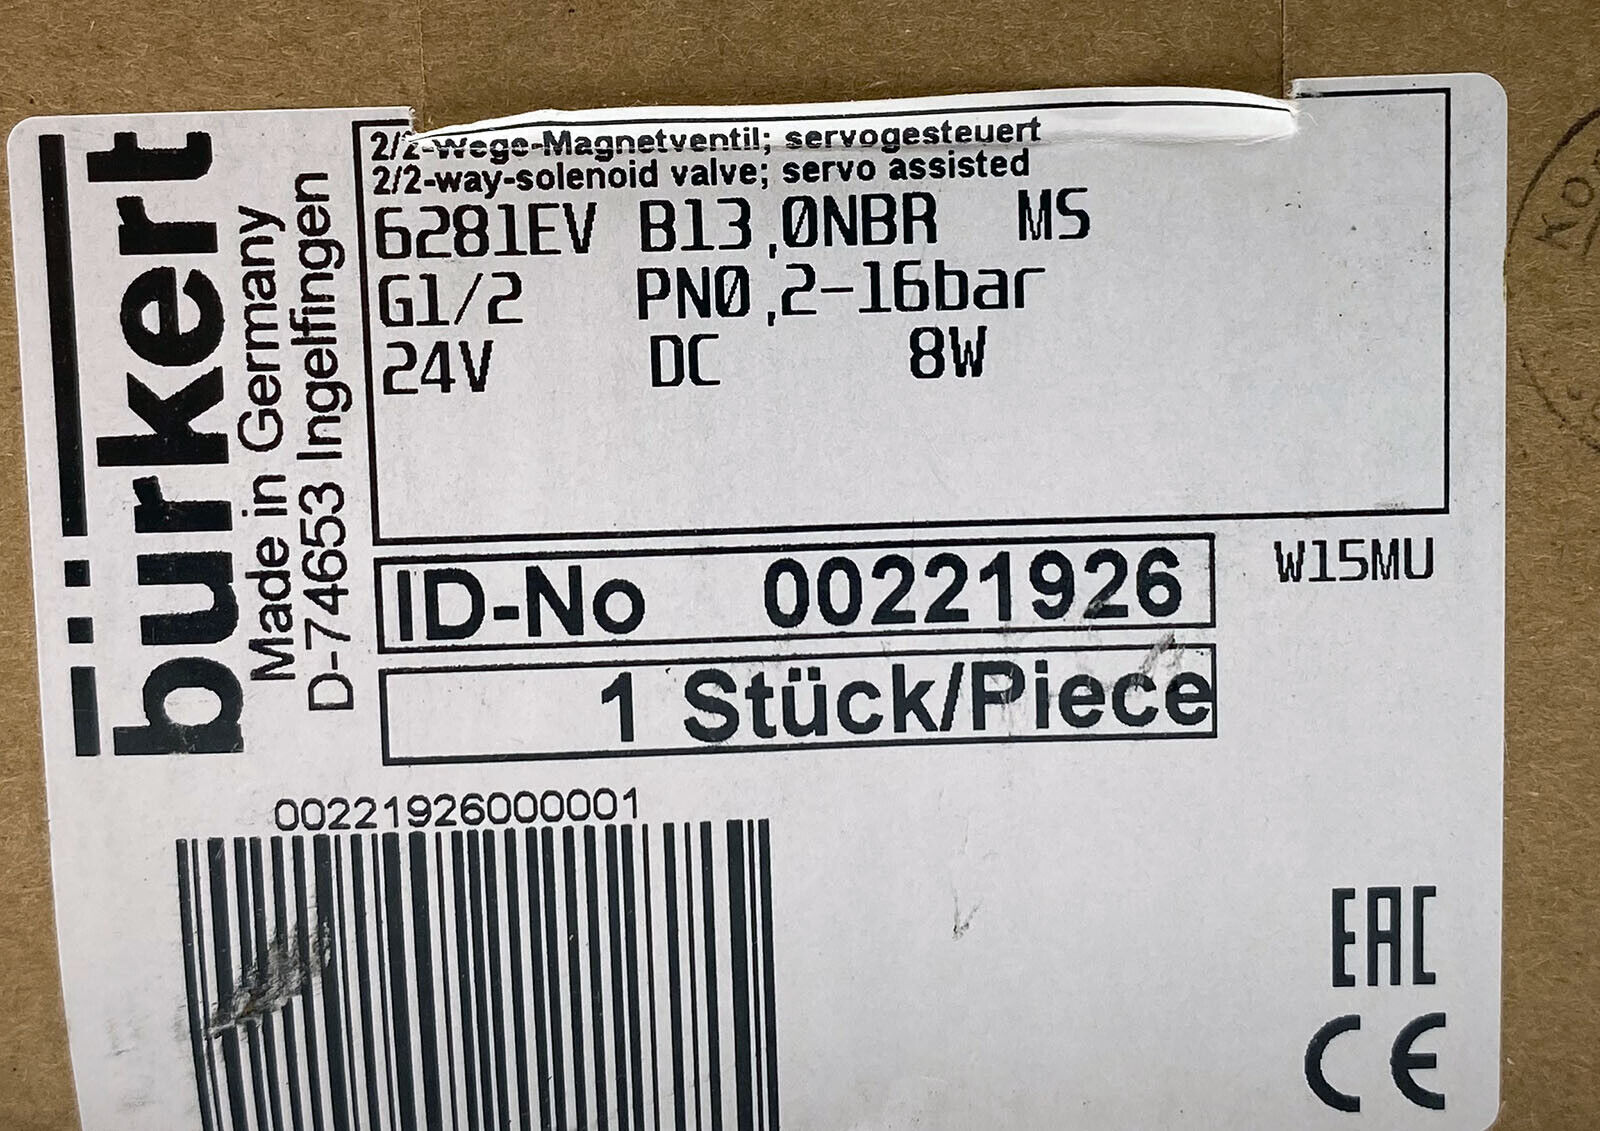 bürkert
Made in Germany
D-74653 Ingelfingen
2/2-Wege-Magnetventil; servogesteuert
2/2-way-solenoid valve; servo assisted
6281EV B13,0NBR MS
G1/2 PN0,2-16bar
24V DC 8W
ID-No 00221926
W15MU
1 Stück/Piece
00221926000001
EAC
CE